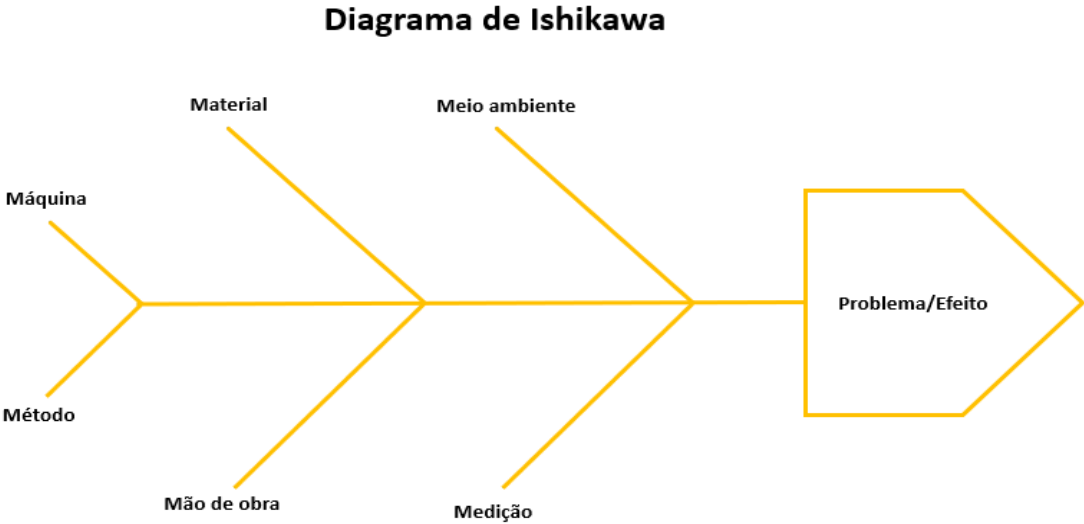 Diagrama de Ishikawa
Material
Meio ambiente
Máquina
Problema/Efeito
Método
Mão de obra
Medição